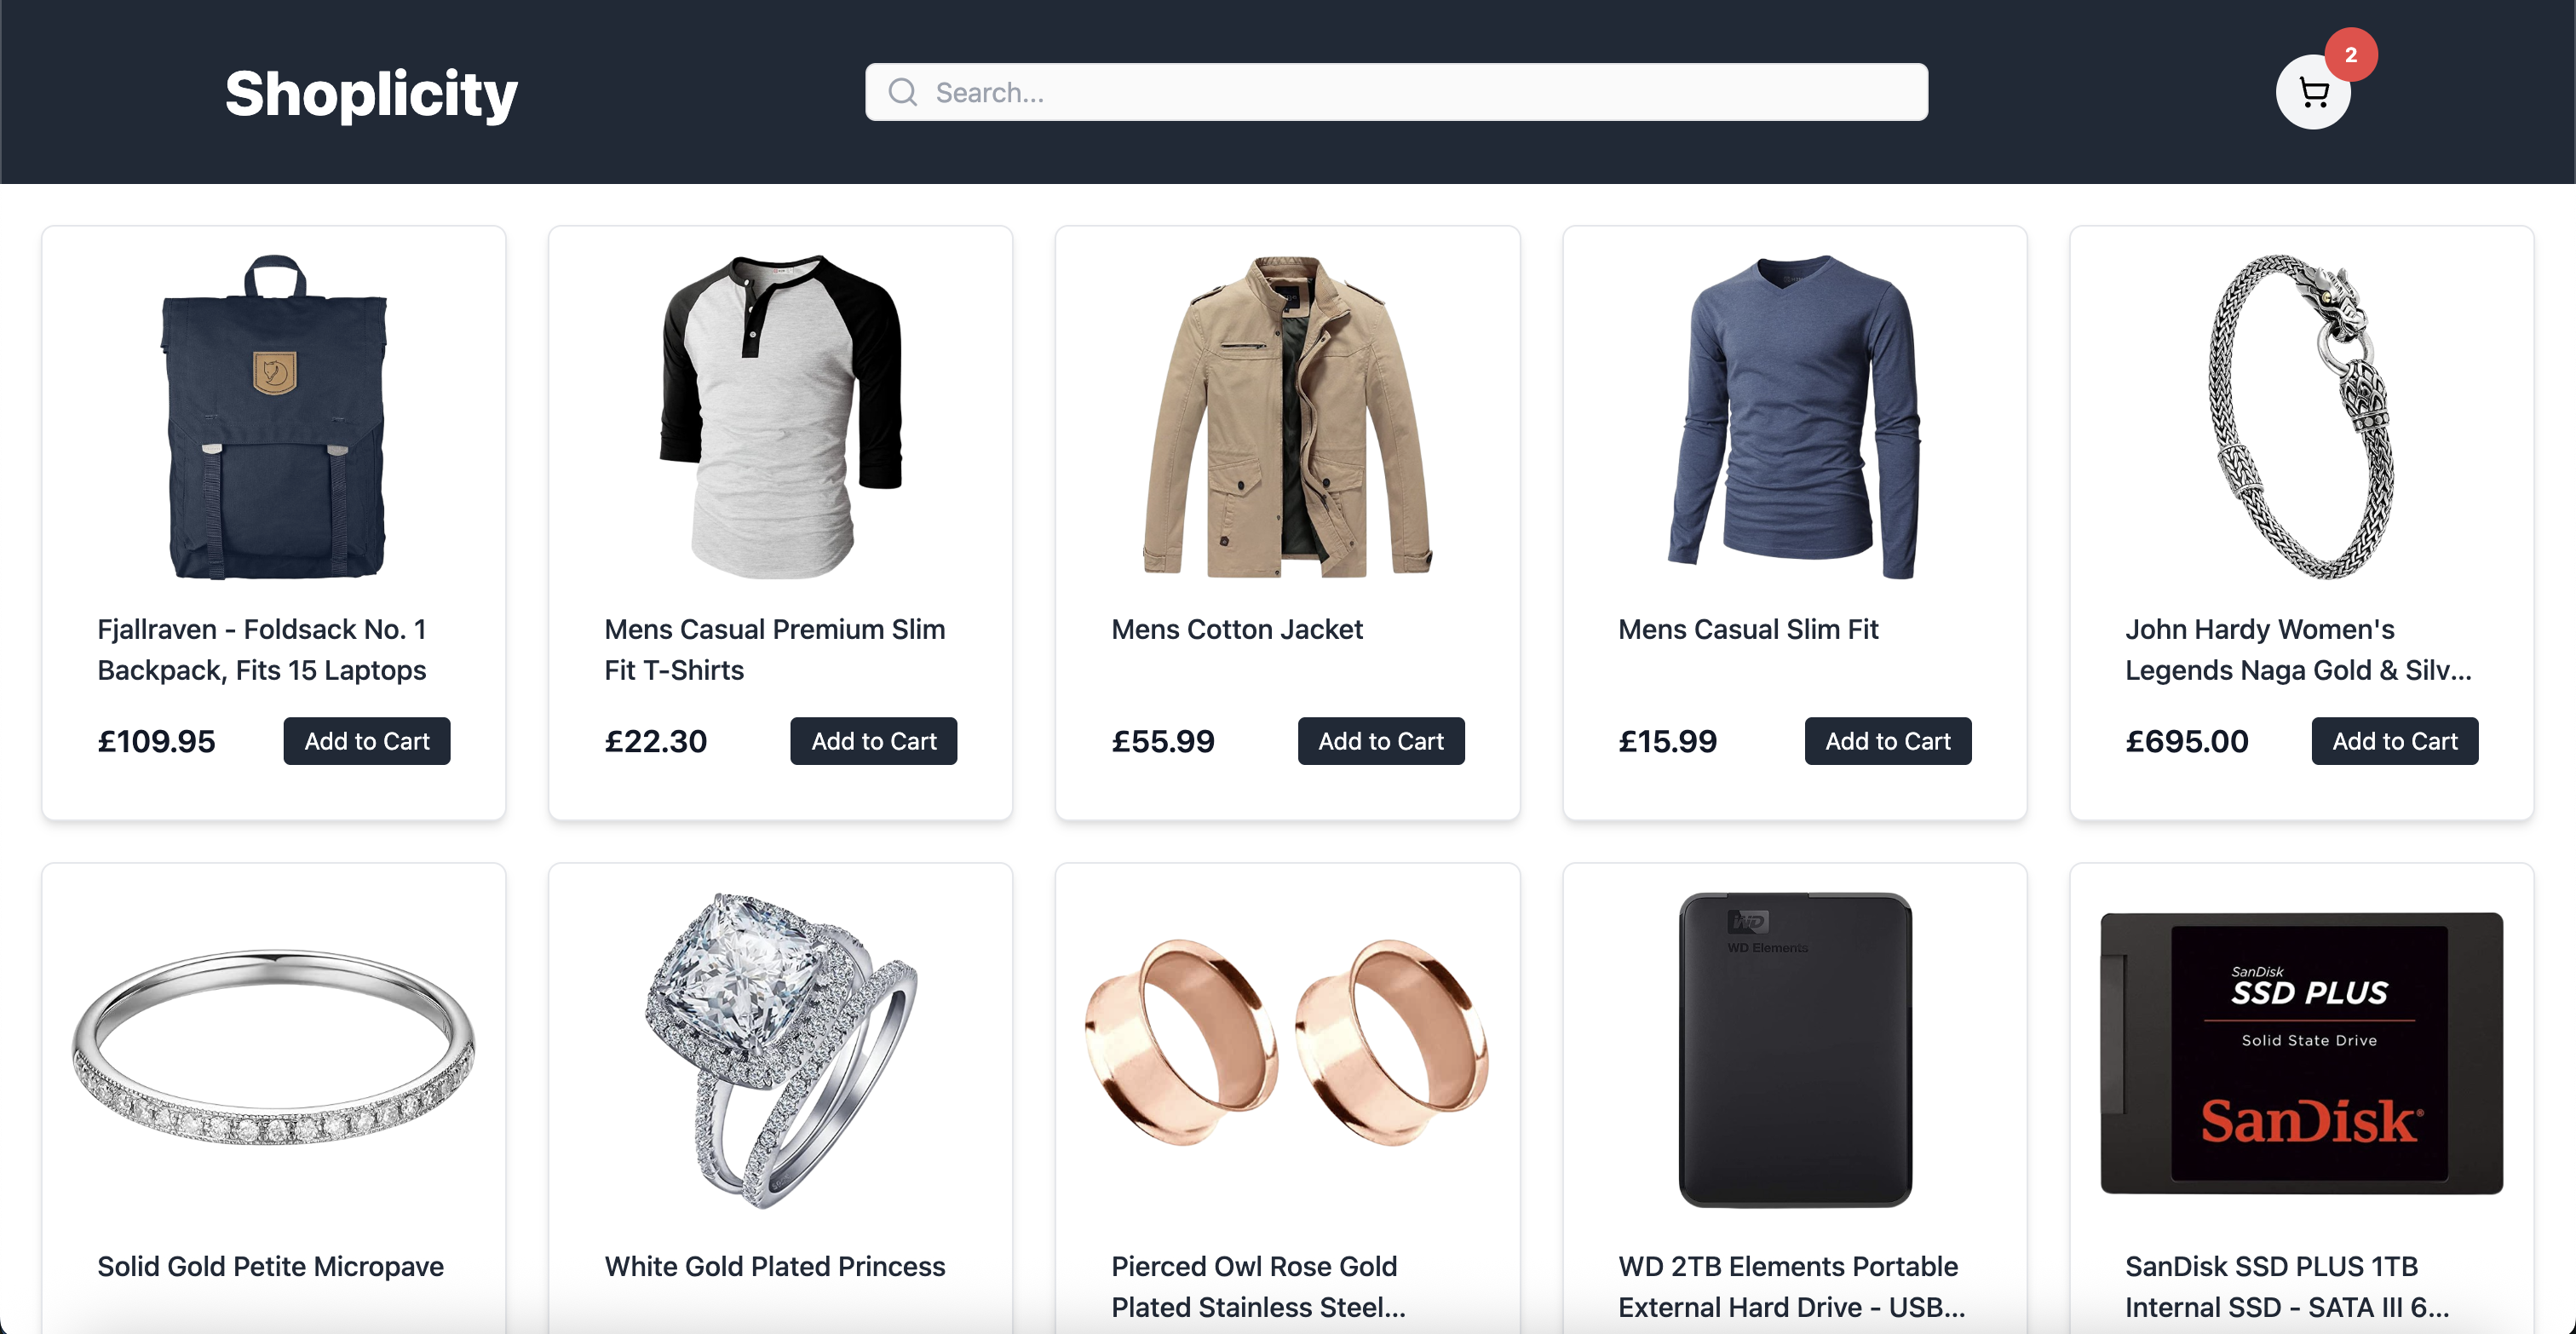 Shoplicity
Search...
2
Fjallraven - Foldsack No. 1
Backpack, Fits 15 Laptops
£109.95
Add to Cart
Mens Casual Premium Slim
Fit T-Shirts
£22.30
Add to Cart
Mens Cotton Jacket
£55.99
Add to Cart
Mens Casual Slim Fit
£15.99
Add to Cart
John Hardy Women's
Legends Naga Gold & Silv...
£695.00
Add to Cart
Solid Gold Petite Micropave
White Gold Plated Princess
Pierced Owl Rose Gold
Plated Stainless Steel...
WD
WD Elements
WD 2TB Elements Portable
External Hard Drive - USB...
SanDisk
SSD PLUS
Solid State Drive
SanDisk®
SanDisk SSD PLUS 1TB
Internal SSD - SATA III 6...